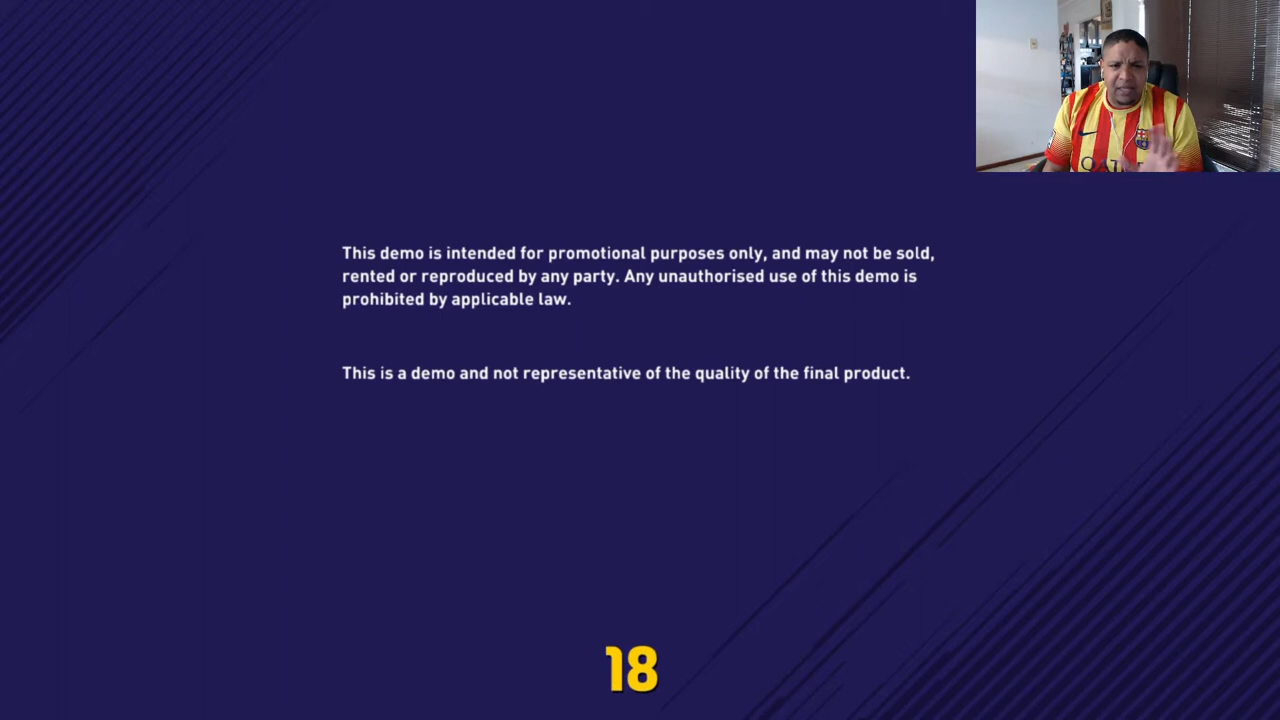 This demo is intended for promotional purposes only, and may not be sold,
rented or reproduced by any party. Any unauthorised use of this demo is
prohibited by applicable law.
This is a demo and not representative of the quality of the final product.
18